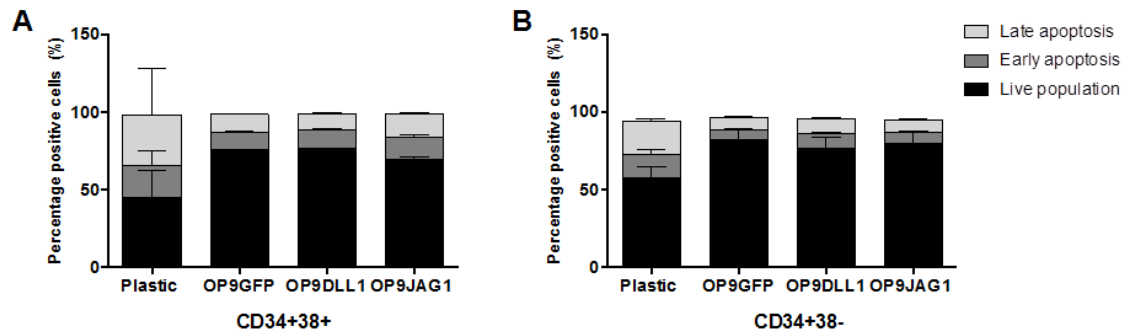 A
Percentage positive cells (%)
150
100
50
0
Plastic OP9GFP OP9DLL1 OP9JAG1
CD34+38+
B
Percentage positive cells (%)
150
100
50
0
Plastic OP9GFP OP9DLL1 OP9JAG1
CD34+38-
Late apoptosis
Early apoptosis
Live population